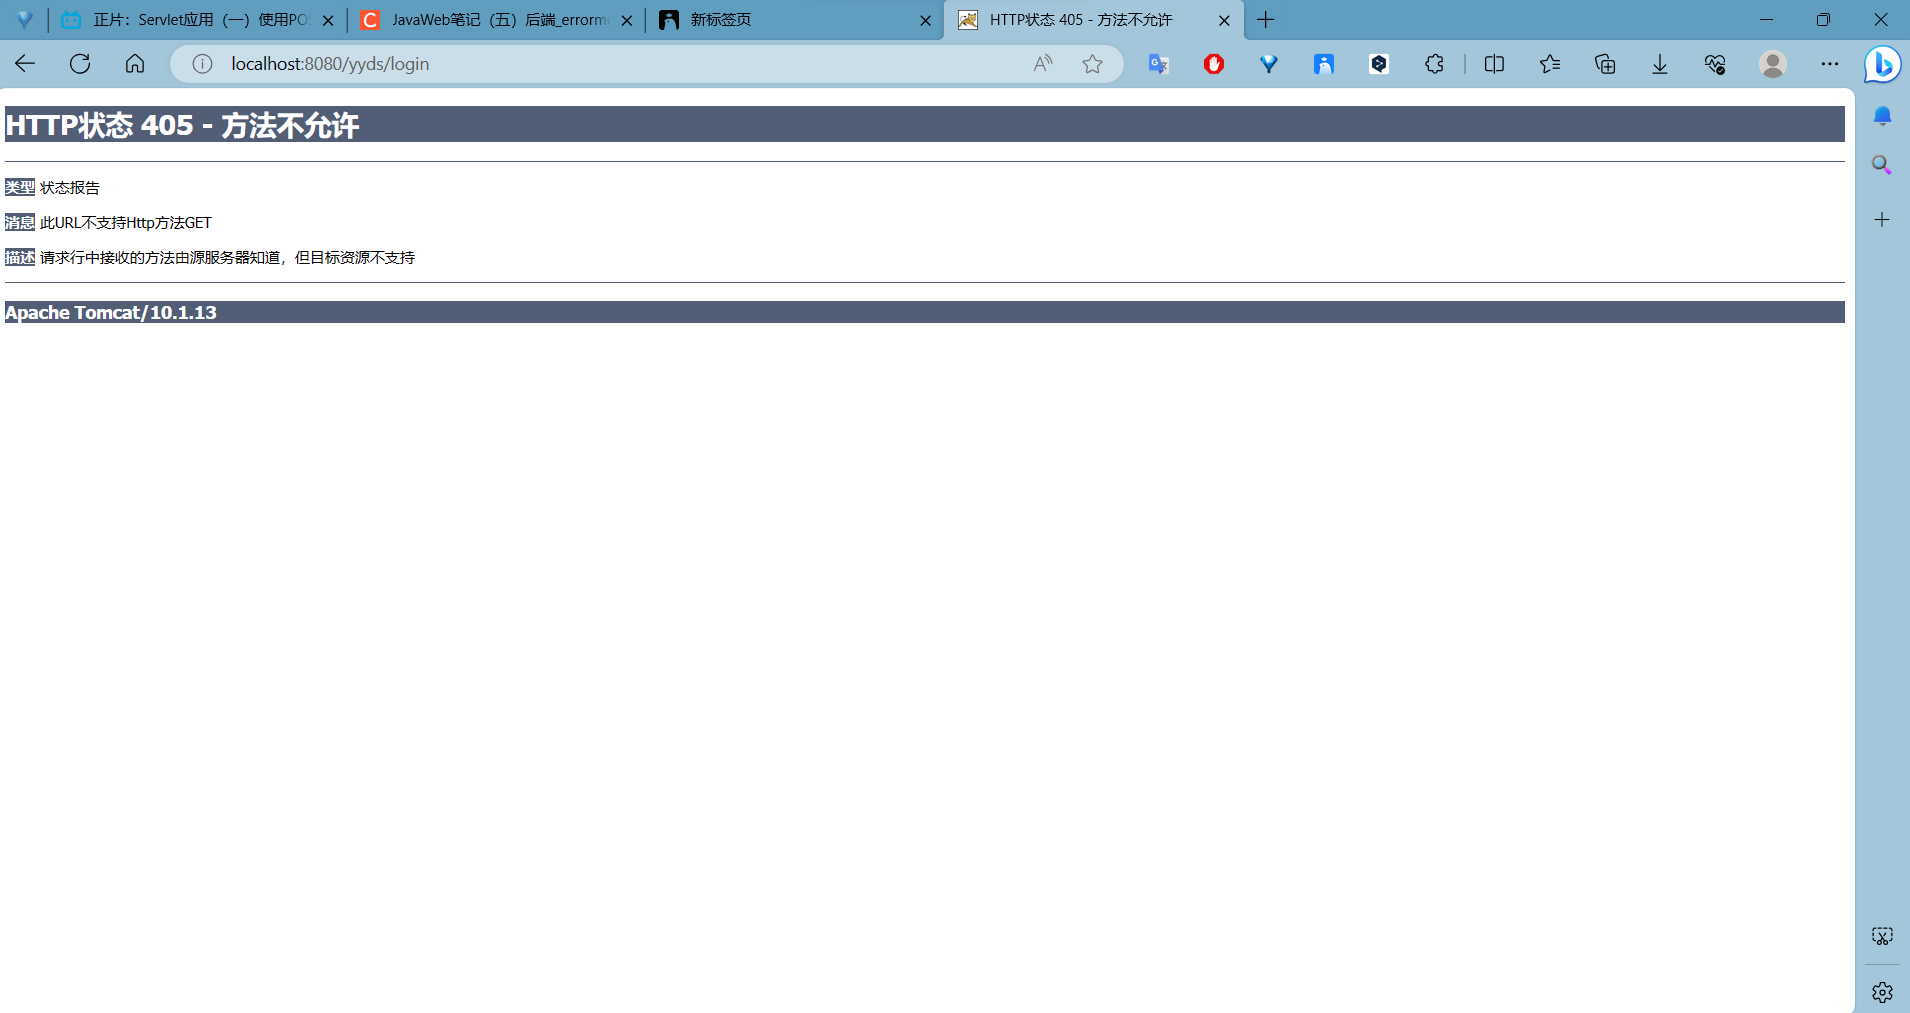 正片：Servlet应用（一）使用POS
JavaWeb笔记（五）后端_errorm
新标签页
HTTP状态 405 - 方法不允许
localhost:8080/yyds/login
HTTP状态 405 - 方法不允许
类型 状态报告
消息 此URL不支持Http方法GET
描述 请求行中接收的方法由源服务器知道，但目标资源不支持
Apache Tomcat/10.1.13